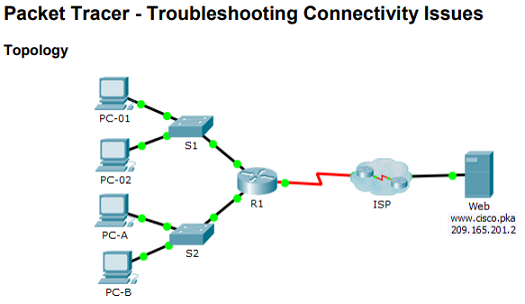 Packet Tracer - Troubleshooting Connectivity Issues
Topology
PC-01
S1
PC-02
R1
ISP
Web
www.cisco.pka
209.165.201.2
PC-A
S2
PC-B